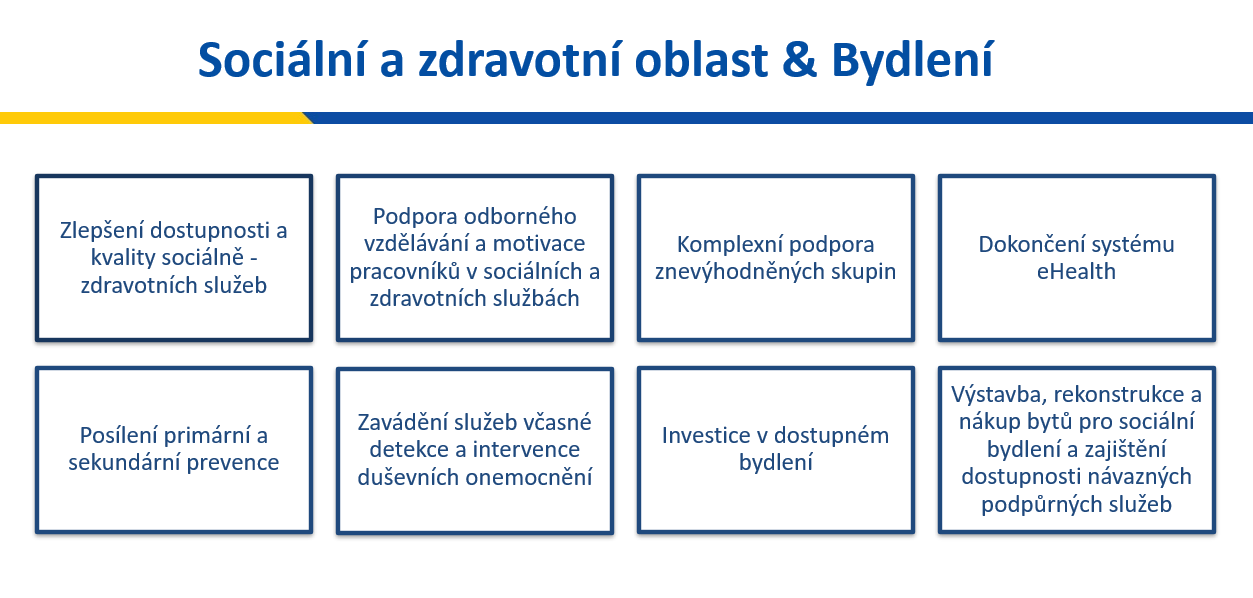 Sociální a zdravotní oblast & Bydlení
Zlepšení dostupnosti a
kvality sociálně -
zdravotních služeb
Podpora odborného
vzdělávání a motivace
pracovníků v sociálních a
zdravotních službách
Komplexní podpora
znevýhodněných skupin
Dokončení systému
eHealth
Posílení primární a
sekundární prevence
Zavádění služeb včasné
detekce a intervence
duševních onemocnění
Investice v dostupném
bydlení
Výstavba, rekonstrukce a
nákup bytů pro sociální
bydlení a zajištění
dostupnosti návazných
podpůrných služeb